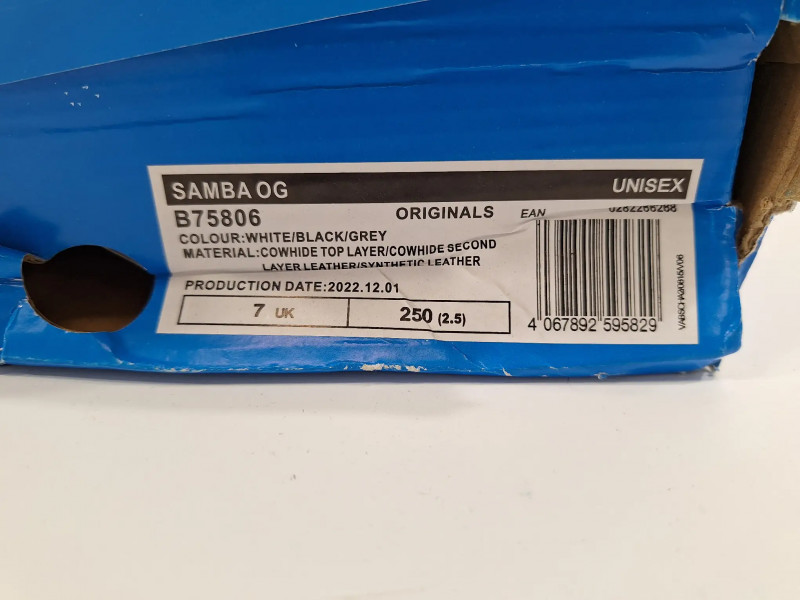 SAMBA OG UNISEX
B75806 ORIGINALS EAN
COLOUR:WHITE/BLACK/GREY
MATERIAL:COWHIDE TOP LAYER/COWHIDE SECOND
LAYER LEATHER/SYNTHETIC LEATHER
PRODUCTION DATE:2022.12.01
7 UK 250 (2.5)
4 067892 595829